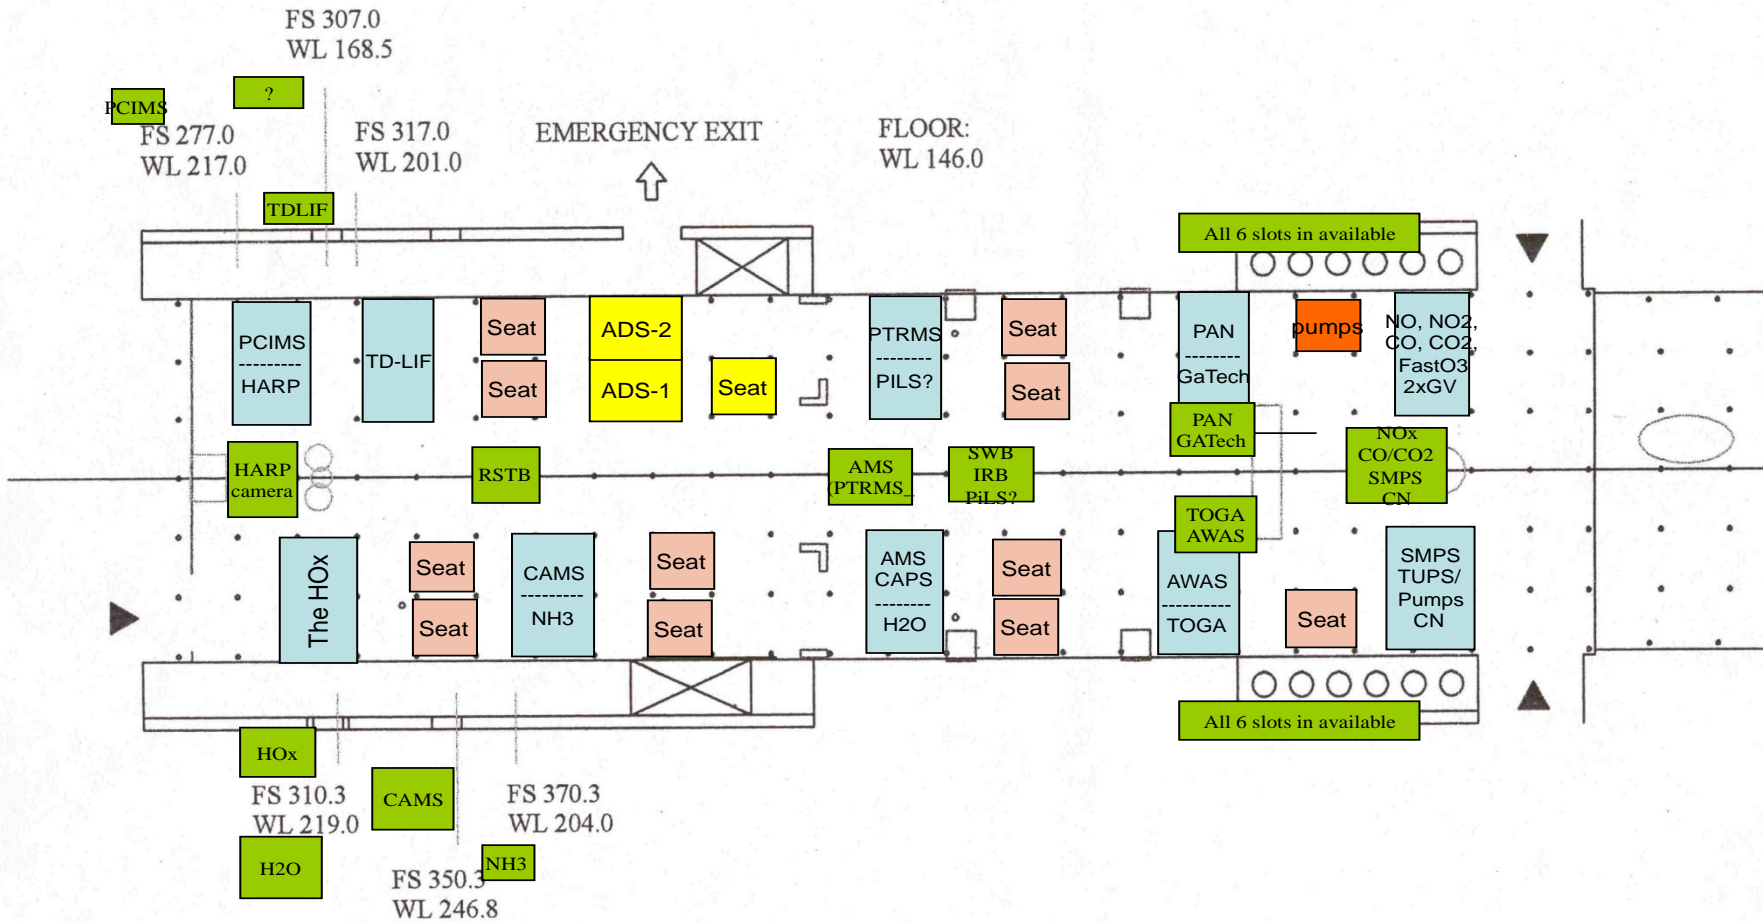 FS 307.0
WL 168.5
?
PCIMS
FS 277.0
WL 217.0
FS 317.0
WL 201.0
EMERGENCY EXIT
FLOOR:
WL 146.0
TDLIF
All 6 slots in available
PCIMS
--------
HARP
TD-LIF
Seat
Seat
ADS-2
ADS-1
Seat
PTRMS
--------
PILS?
Seat
Seat
PAN
--------
GaTech
pumps
NO, NO2,
CO, CO2,
FastO3
2xGV
PAN
GATech
HARP
camera
RSTB
AMS
(PTRMS_
SWB
IRB
PiLS?
NOx
CO/CO2
SMPS
CN
TOGA
AWAS
The HOx
Seat
Seat
CAMS
--------
NH3
Seat
Seat
AMS
CAPS
--------
H2O
Seat
Seat
AWAS
----------
TOGA
Seat
SMPS
TUPS/
Pumps
CN
All 6 slots in available
HOx
FS 310.3
WL 219.0
CAMS
FS 370.3
WL 204.0
H2O
NH3
FS 350.3
WL 246.8